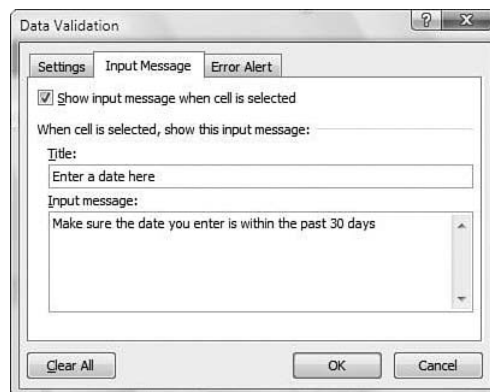 Data Validation
Settings
Input Message
Error Alert
Show input message when cell is selected
When cell is selected, show this input message:
Title:
Enter a date here
Input message:
Make sure the date you enter is within the past 30 days
Clear All
OK
Cancel